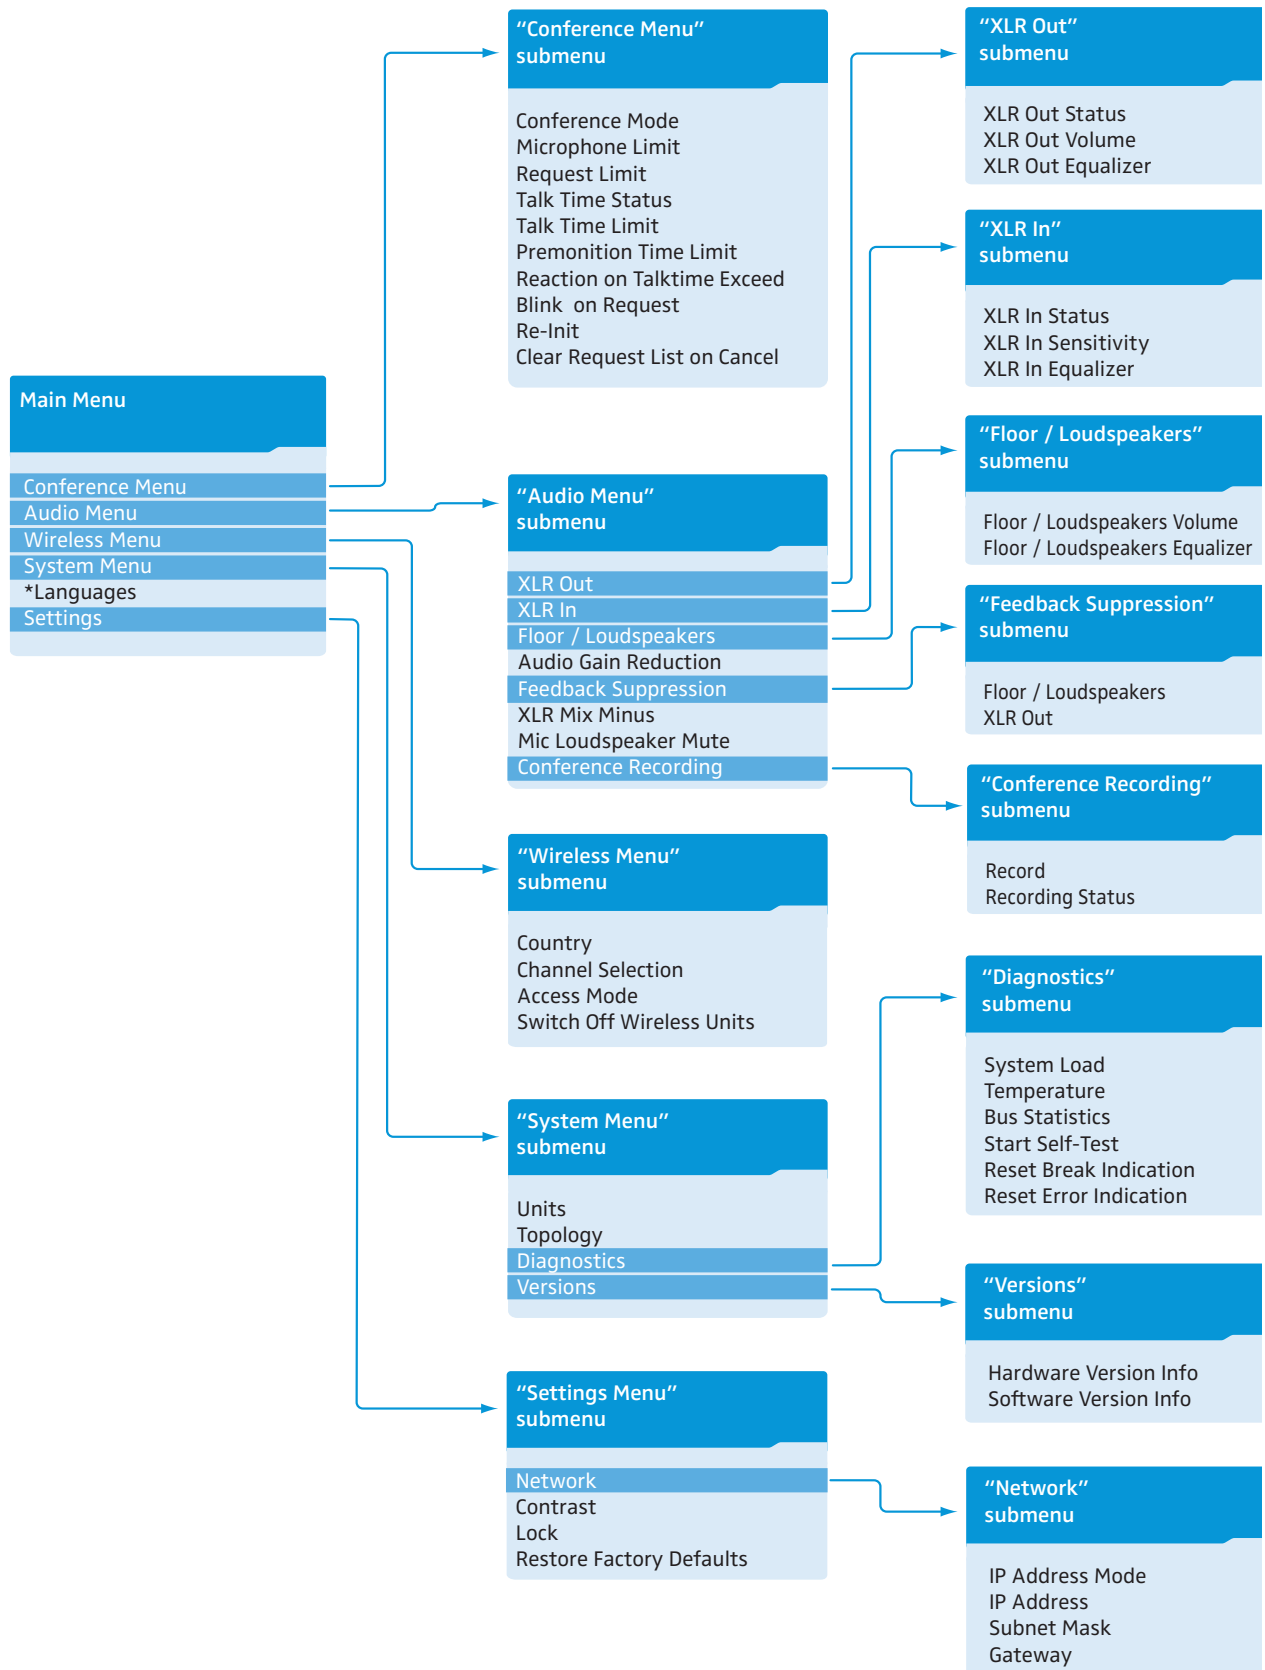 Main Menu
Conference Menu
Audio Menu
Wireless Menu
System Menu
*Languages
Settings
“Conference Menu”
submenu
Conference Mode
Microphone Limit
Request Limit
Talk Time Status
Talk Time Limit
Premonition Time Limit
Reaction on Talktime Exceed
Blink  on Request
Re-Init
Clear Request List on Cancel
“Audio Menu”
submenu
XLR Out
XLR In
Floor / Loudspeakers
Audio Gain Reduction
Feedback Suppression
XLR Mix Minus
Mic Loudspeaker Mute
Conference Recording
“Wireless Menu”
submenu
Country
Channel Selection
Access Mode
Switch Off Wireless Units
“System Menu”
submenu
Units
Topology
Diagnostics
Versions
“Settings Menu”
submenu
Network
Contrast
Lock
Restore Factory Defaults
“XLR Out”
submenu
XLR Out Status
XLR Out Volume
XLR Out Equalizer
“XLR In”
submenu
XLR In Status
XLR In Sensitivity
XLR In Equalizer
“Floor / Loudspeakers”
submenu
Floor / Loudspeakers Volume
Floor / Loudspeakers Equalizer
“Feedback Suppression”
submenu
Floor / Loudspeakers
XLR Out
“Conference Recording”
submenu
Record
Recording Status
“Diagnostics”
submenu
System Load
Temperature
Bus Statistics
Start Self-Test
Reset Break Indication
Reset Error Indication
“Versions”
submenu
Hardware Version Info
Software Version Info
“Network”
submenu
IP Address Mode
IP Address
Subnet Mask
Gateway